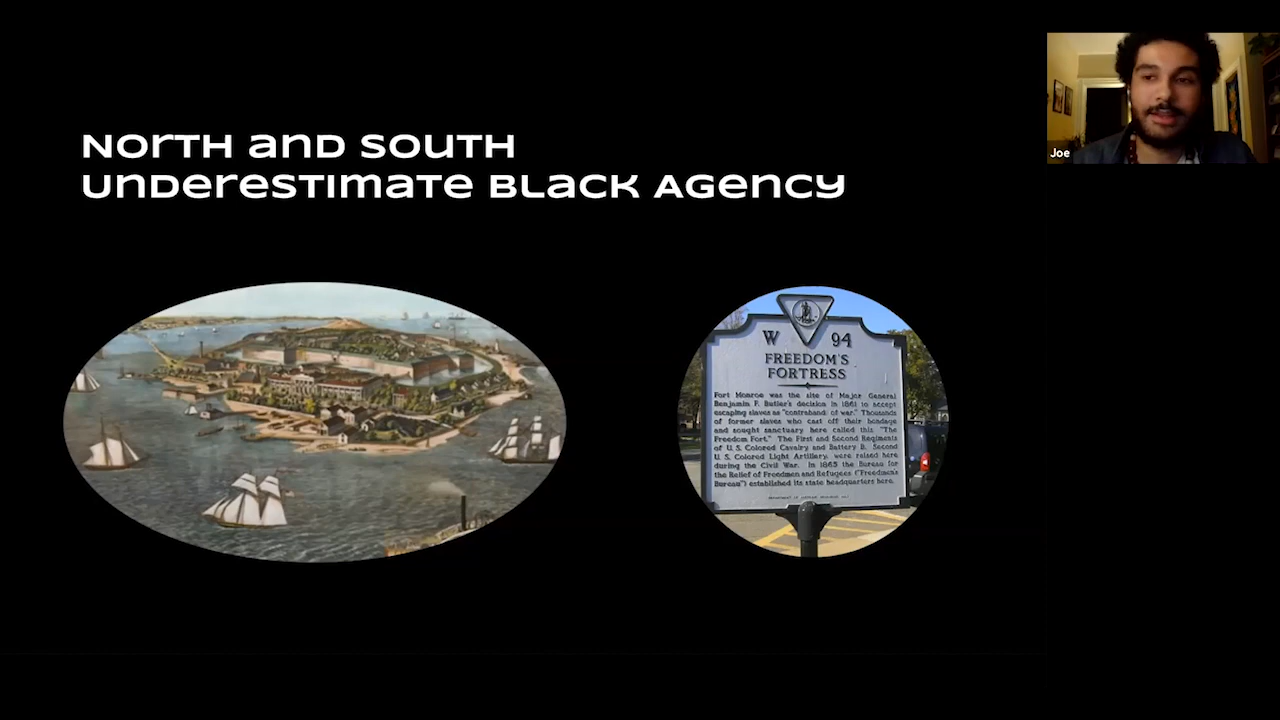 North and South
Underestimate Black Agency
Joe
W 94
FREEDOM'S
FORTRESS
Fort Monroe was the site of Major General
Benjamin F. Butler's decision in 1861 to accept
escaping slaves as "contraband of war." Thousands
of former slaves who cast off their bondage
and sought sanctuary here called this "The
Freedom Fort." The First and Second Regiments
of U.S. Colored Cavalry and Battery B, Second
U.S. Colored Light Artillery, were raised here
during the Civil War. In 1865 the Bureau for
the Relief of Freedmen and Refugees ("Freedmen's
Bureau") established its state headquarters here.
DEPARTMENT OF HISTORIC RESOURCES